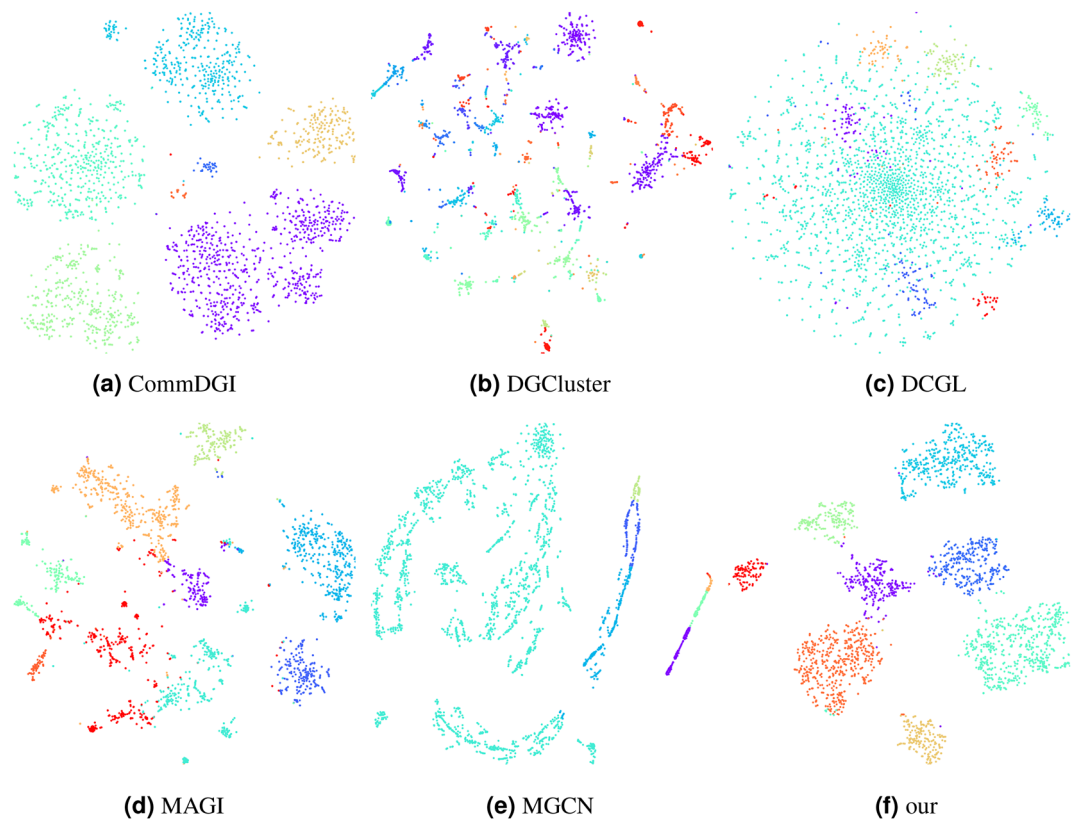 (a) CommDGI
(b) DGCluster
(c) DCGL
(d) MAGI
(e) MGCN
(f) our